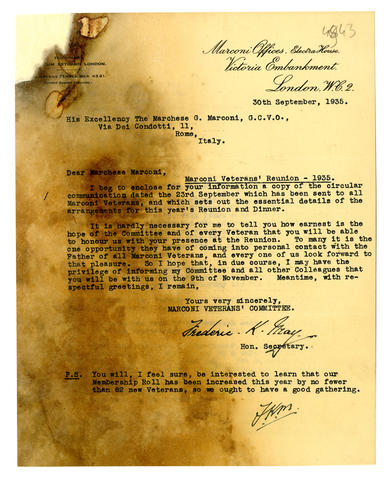 4843
Marconi Offices, Electra House,
Victoria Embankment,
London, W.C.2.
LONDON.
30th September, 1935.
His Excellency The Marchese G. Marconi, G.C.V.O.,
Via Dei Condotti, 11,
Rome,
Italy.
Dear Marchese Marconi,
Marconi Veterans' Reunion - 1935.
I beg to enclose for your information a copy of the circular
communication dated the 23rd September which has been sent to all
Marconi Veterans, and which sets out the essential details of the
arrangements for this year's Reunion and Dinner.
It is hardly necessary for me to tell you how earnest is the
hope of the Committee and of every Veteran that you will be able
to honour us with your presence at the Reunion. To many it is the
one opportunity they have of coming into personal contact with the
Father of all Marconi Veterans, and every one of us look forward to
that pleasure. So I hope that, in due course, I may have the
privilege of informing my Committee and all other Colleagues that
you will be with us on the 9th of November. Meantime, with re-
spectful greetings, I remain,
Yours very sincerely,
MARCONI VETERANS' COMMITTEE.
Frederic K. May
Hon. Secretary.
P.S. You will, I feel sure, be interested to learn that our
Membership Roll has been increased this year by no fewer
than 62 new Veterans, so we ought to have a good gathering.
F.K.M.